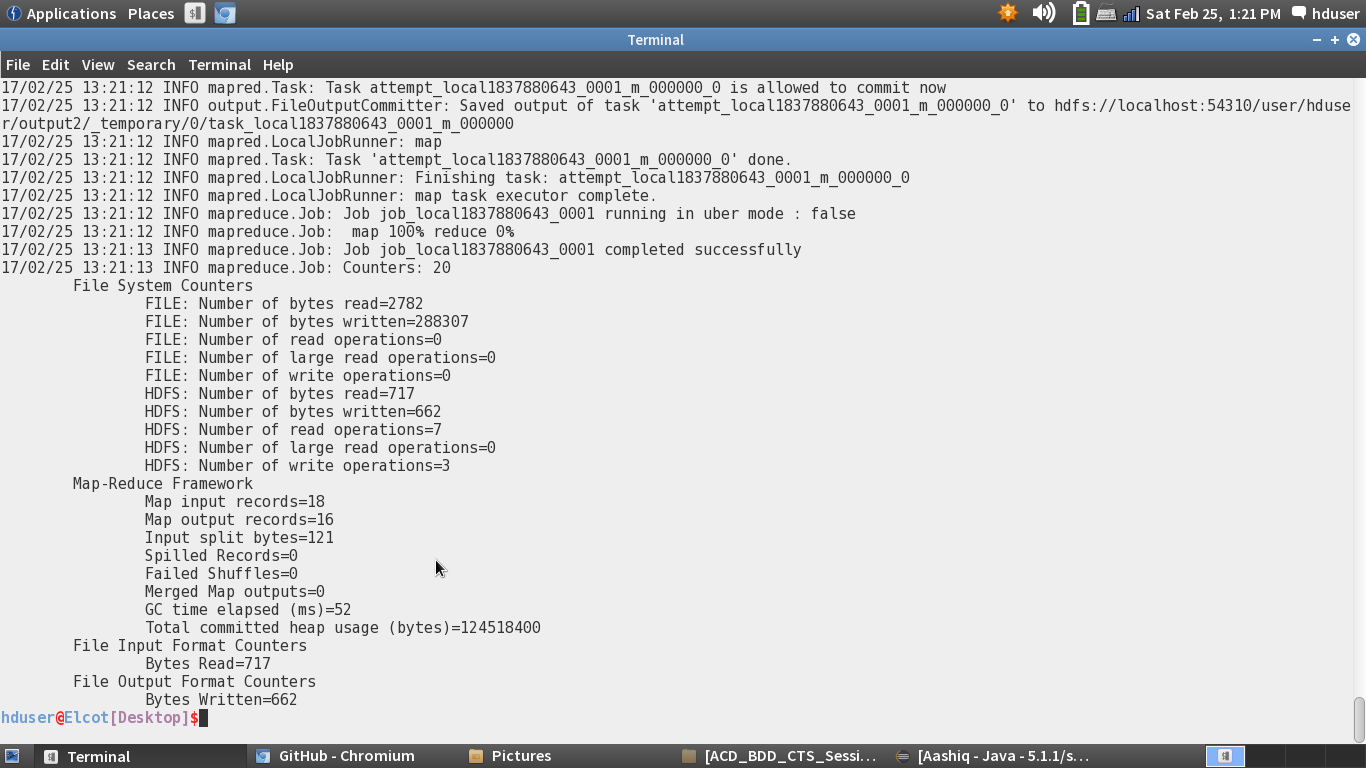 Applications Places Sat Feb 25, 1:21 PM hduser
Terminal
File Edit View Search Terminal Help
17/02/25 13:21:12 INFO mapred.Task: Task attempt_local1837880643_0001_m_000000_0 is allowed to commit now
17/02/25 13:21:12 INFO output.FileOutputCommitter: Saved output of task 'attempt_local1837880643_0001_m_000000_0' to hdfs://localhost:54310/user/hduse
r/output2/_temporary/0/task_local1837880643_0001_m_000000
17/02/25 13:21:12 INFO mapred.LocalJobRunner: map
17/02/25 13:21:12 INFO mapred.Task: Task 'attempt_local1837880643_0001_m_000000_0' done.
17/02/25 13:21:12 INFO mapred.LocalJobRunner: Finishing task: attempt_local1837880643_0001_m_000000_0
17/02/25 13:21:12 INFO mapred.LocalJobRunner: map task executor complete.
17/02/25 13:21:12 INFO mapreduce.Job: Job job_local1837880643_0001 running in uber mode : false
17/02/25 13:21:12 INFO mapreduce.Job:  map 100% reduce 0%
17/02/25 13:21:13 INFO mapreduce.Job: Job job_local1837880643_0001 completed successfully
17/02/25 13:21:13 INFO mapreduce.Job: Counters: 20
File System Counters
FILE: Number of bytes read=2782
FILE: Number of bytes written=288307
FILE: Number of read operations=0
FILE: Number of large read operations=0
FILE: Number of write operations=0
HDFS: Number of bytes read=717
HDFS: Number of bytes written=662
HDFS: Number of read operations=7
HDFS: Number of large read operations=0
HDFS: Number of write operations=3
Map-Reduce Framework
Map input records=18
Map output records=16
Input split bytes=121
Spilled Records=0
Failed Shuffles=0
Merged Map outputs=0
GC time elapsed (ms)=52
Total committed heap usage (bytes)=124518400
File Input Format Counters
Bytes Read=717
File Output Format Counters
Bytes Written=662
hduser@Elcot[Desktop]$
Terminal GitHub - Chromium Pictures [ACD_BDD_CTS_Sessi... [Aashiq - Java - 5.1.1/s...